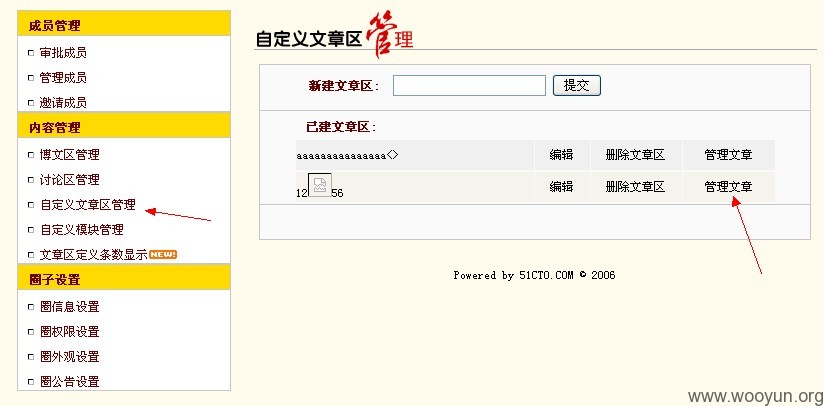 成员管理
审批成员
管理成员
邀请成员
内容管理
博文区管理
讨论区管理
自定义文章区管理
自定义模块管理
文章区定义条数显示 NEW!
圈子设置
圈信息设置
圈权限设置
圈外观设置
圈公告设置
自定义文章区管理
新建文章区: 提交
已建文章区:
aaaaaaaaaaaaaaa<> 编辑 删除文章区 管理文章
12 56 编辑 删除文章区 管理文章
Powered by 51CTO.COM © 2006
www.wooyun.org